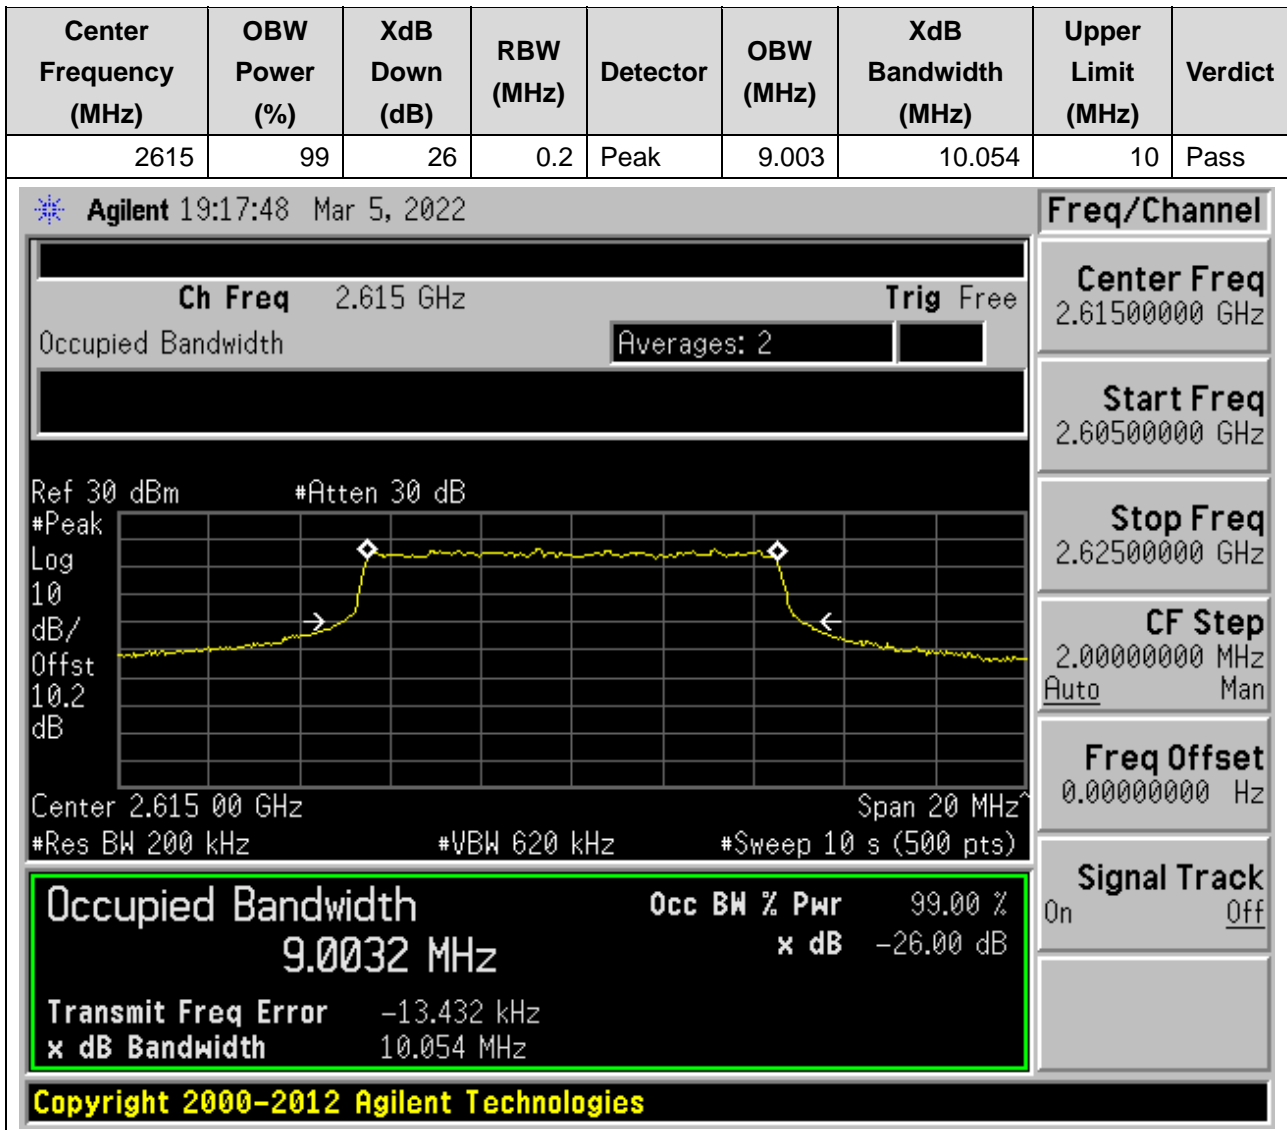 Center Frequency (MHz) OBW Power (%) XdB Down (dB) RBW (MHz) Detector OBW (MHz) XdB Bandwidth (MHz) Upper Limit (MHz) Verdict
2615 99 26 0.2 Peak 9.003 10.054 10 Pass
Agilent 19:17:48 Mar 5, 2022
Ch Freq 2.615 GHz Trig Free
Occupied Bandwidth Averages: 2
Ref 30 dBm #Atten 30 dB
#Peak
Log
10
dB/
Offst
10.2
dB
Center 2.615 00 GHz Span 20 MHz^
#Res BW 200 kHz #VBW 620 kHz #Sweep 10 s (500 pts)
Occupied Bandwidth
9.0032 MHz
Occ BW % Pwr 99.00 %
x dB -26.00 dB
Transmit Freq Error -13.432 kHz
x dB Bandwidth 10.054 MHz
Freq/Channel
Center Freq
2.61500000 GHz
Start Freq
2.60500000 GHz
Stop Freq
2.62500000 GHz
CF Step
2.00000000 MHz
Auto Man
Freq Offset
0.00000000 Hz
Signal Track
On Off
Copyright 2000-2012 Agilent Technologies